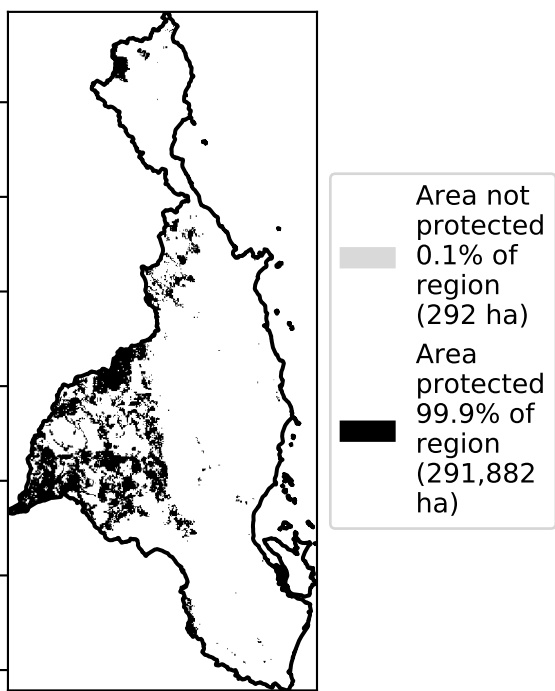 Area not
protected
0.1% of
region
(292 ha)
Area
protected
99.9% of
region
(291,882
ha)